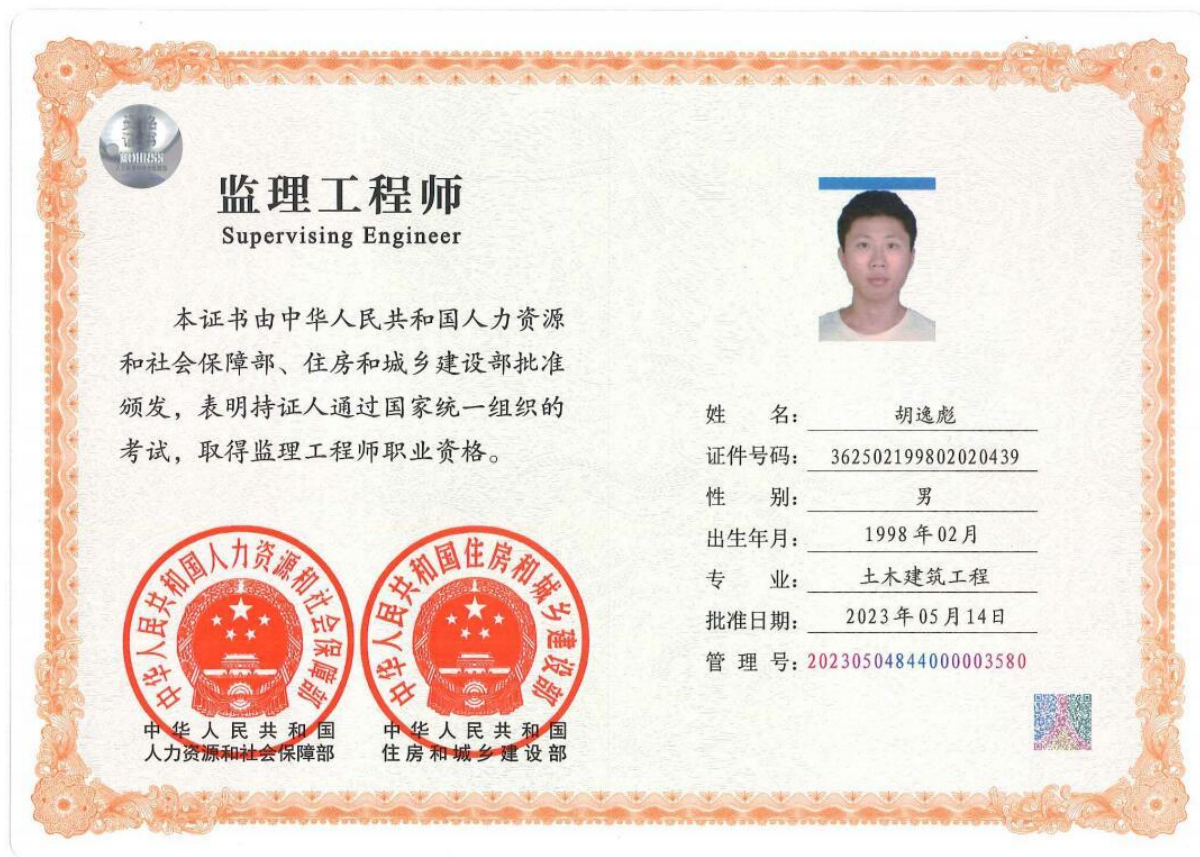 监理工程师
Supervising Engineer
本证书由中华人民共和国人力资源
和社会保障部、住房和城乡建设部批准
颁发，表明持证人通过国家统一组织的
考试，取得监理工程师职业资格。
中华人民共和国人力资源和社会保障部
中华人民共和国住房和城乡建设部
中华人民共和国
人力资源和社会保障部
中华人民共和国
住房和城乡建设部
姓 名：胡逸彪
证件号码：362502199802020439
性 别：男
出生年月：1998年02月
专 业：土木建筑工程
批准日期：2023年05月14日
管 理 号：20230504844000003580